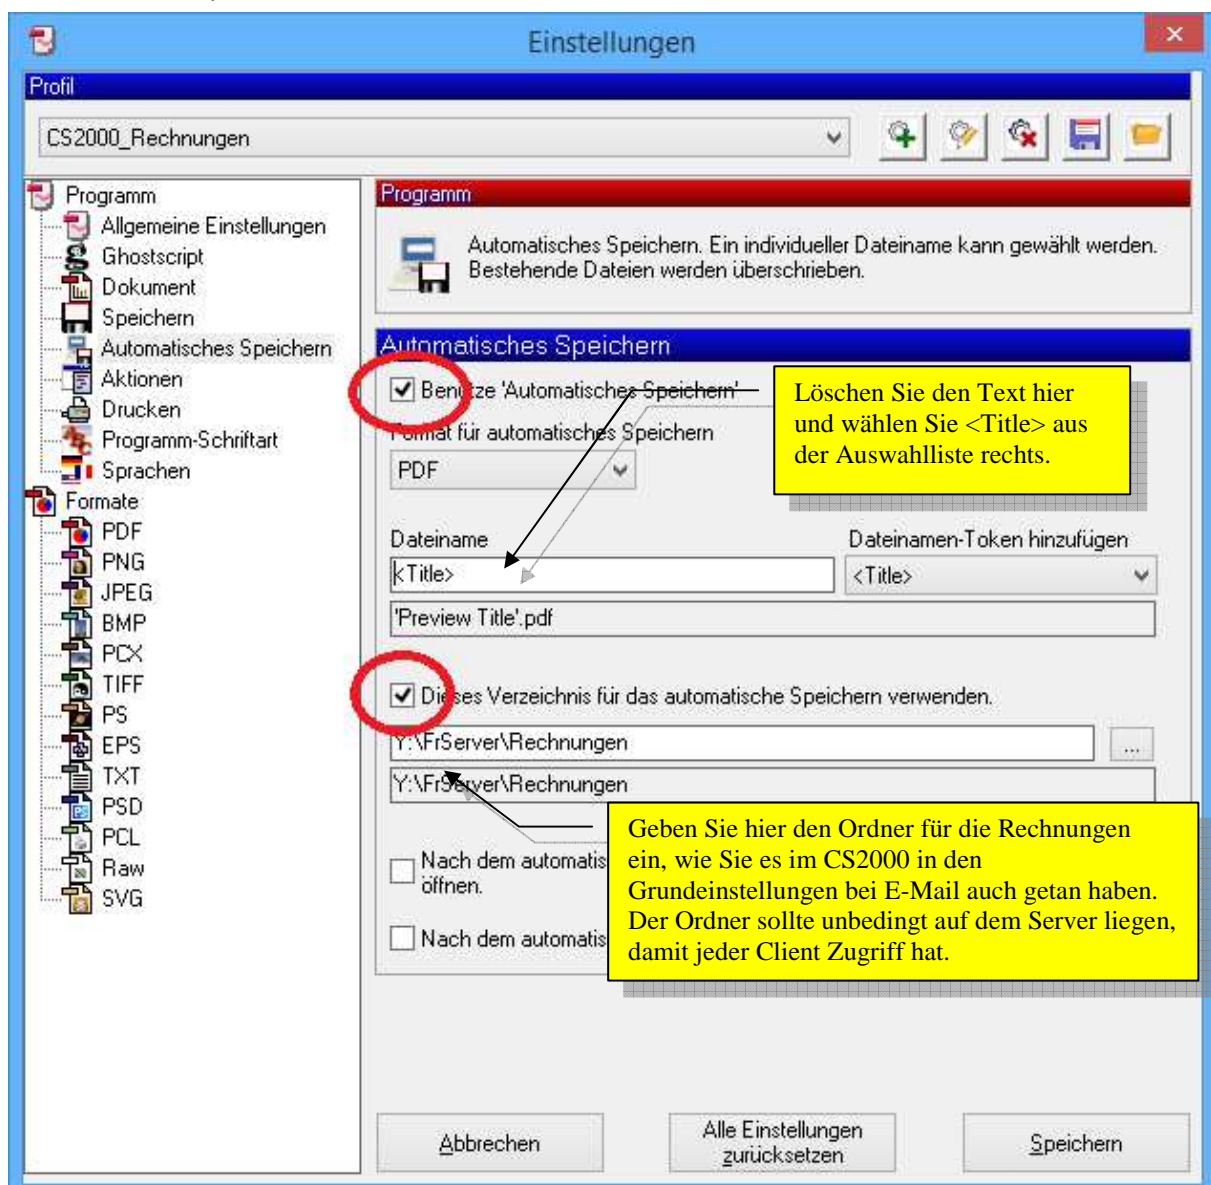 Einstellungen
Profil
CS2000_Rechnungen
Programm
Allgemeine Einstellungen
Ghostscript
Dokument
Speichern
Automatisches Speichern
Aktionen
Drucken
Programm-Schriftart
Sprachen
Formate
PDF
PNG
JPEG
BMP
PCX
TIFF
PS
EPS
TXT
PSD
PCL
Raw
SVG
Programm
Automatisches Speichern. Ein individueller Dateiname kann gewählt werden.
Bestehende Dateien werden überschrieben.
Automatisches Speichern
Benutze 'Automatisches Speichern'
Format für automatisches Speichern
PDF
Löschen Sie den Text hier
und wählen Sie <Title> aus
der Auswahlliste rechts.
Dateiname
Dateinamen-Token hinzufügen
<Title>
<Title>
'Preview Title'.pdf
Dieses Verzeichnis für das automatische Speichern verwenden.
Y:\FrServer\Rechnungen
...
Y:\FrServer\Rechnungen
Geben Sie hier den Ordner für die Rechnungen
ein, wie Sie es im CS2000 in den
Grundeinstellungen bei E-Mail auch getan haben.
Der Ordner sollte unbedingt auf dem Server liegen,
damit jeder Client Zugriff hat.
Nach dem automatis
öffnen.
Nach dem automatis
Abbrechen
Alle Einstellungen
zurücksetzen
Speichern